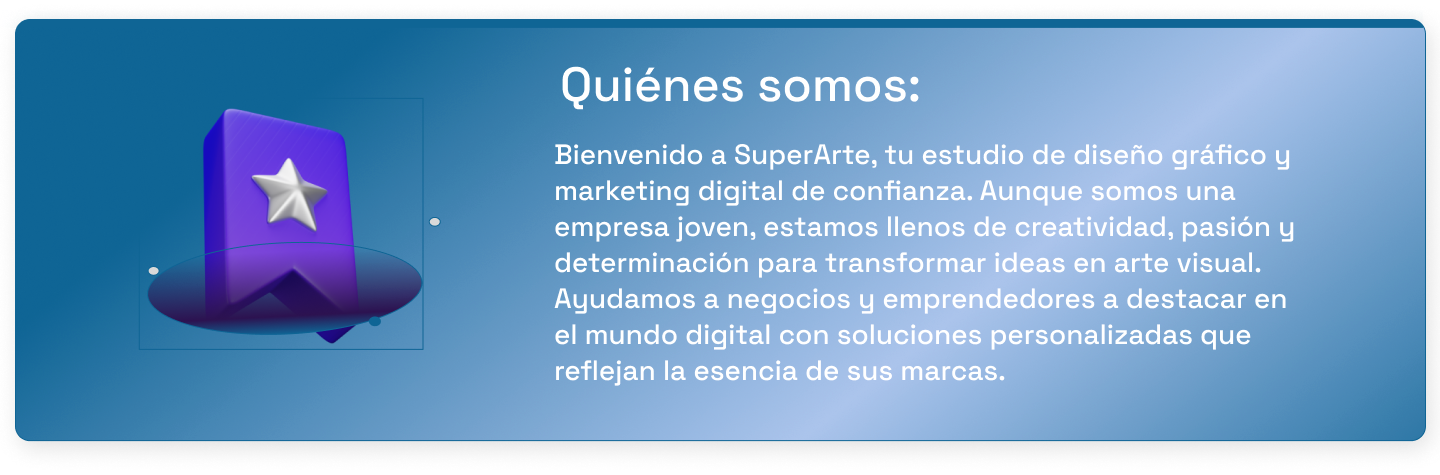 Quiénes somos:
Bienvenido a SuperArte, tu estudio de diseño gráfico y
marketing digital de confianza. Aunque somos una
empresa joven, estamos llenos de creatividad, pasión y
determinación para transformar ideas en arte visual.
Ayudamos a negocios y emprendedores a destacar en
el mundo digital con soluciones personalizadas que
reflejan la esencia de sus marcas.